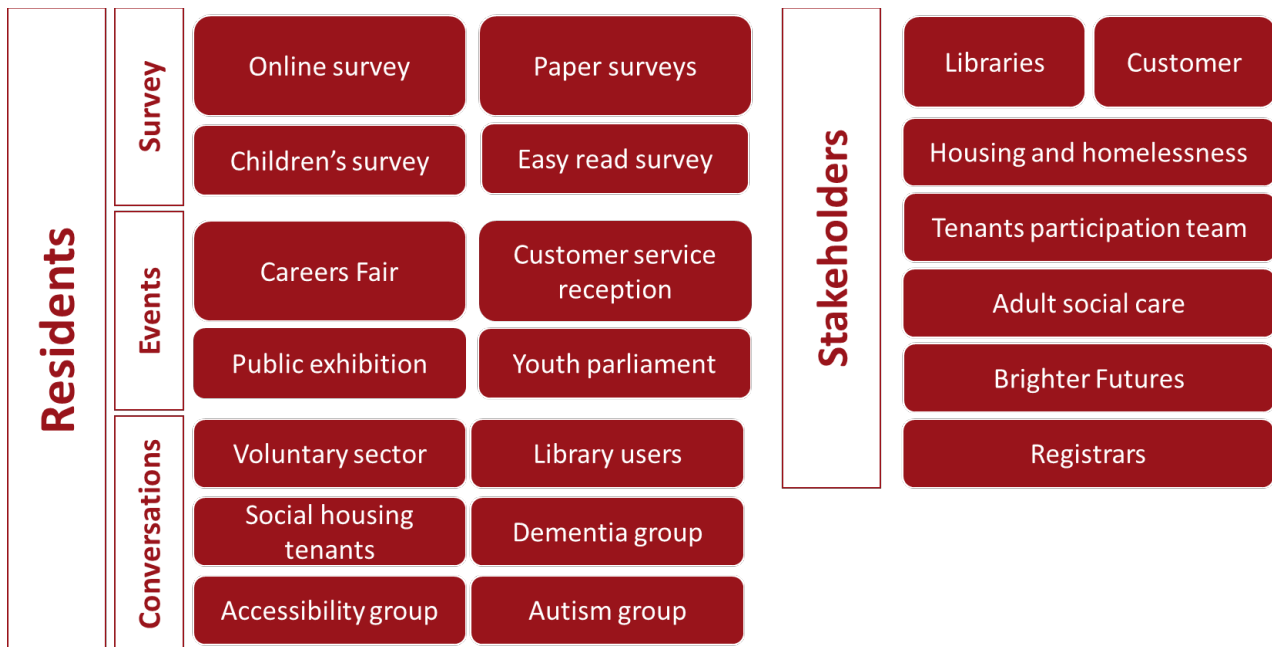 Residents
Survey
Online survey
Paper surveys
Children’s survey
Easy read survey
Events
Careers Fair
Customer service
reception
Public exhibition
Youth parliament
Conversations
Voluntary sector
Library users
Social housing
tenants
Dementia group
Accessibility group
Autism group
Stakeholders
Libraries
Customer
Housing and homelessness
Tenants participation team
Adult social care
Brighter Futures
Registrars